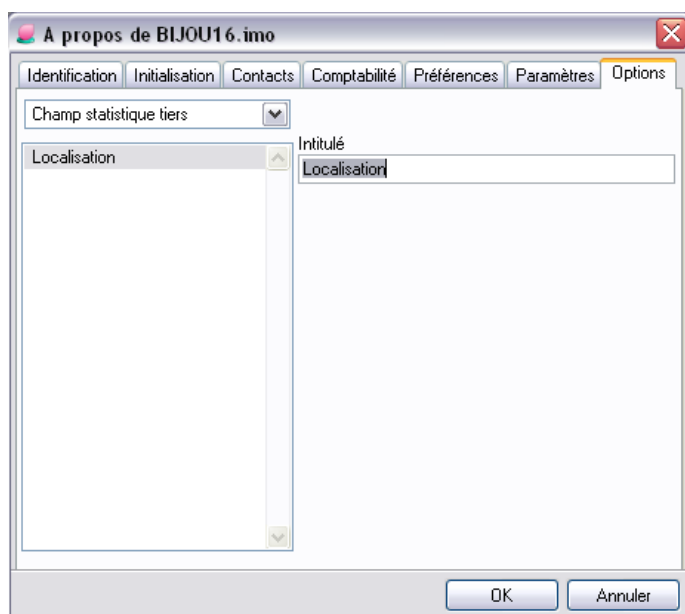 A propos de BIJOU16.imo
Identification Initialisation Contacts Comptabilité Préférences Paramètres Options
Champ statistique tiers
Intitulé
Localisation
Localisation
OK Annuler